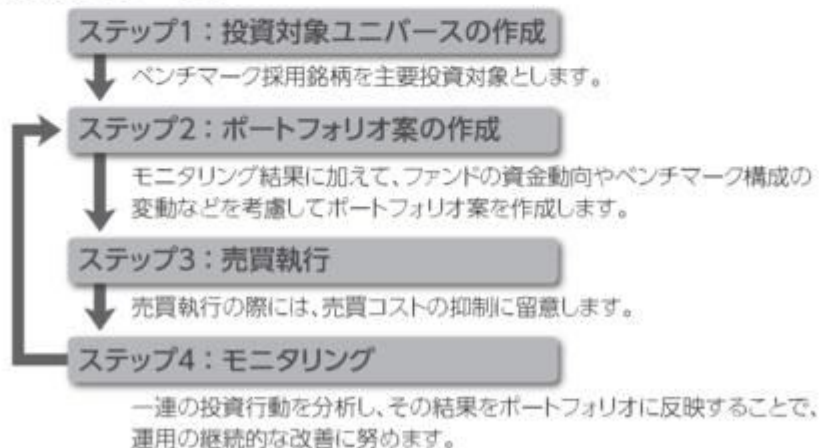 ステップ1：投資対象ユニバースの作成
ベンチマーク採用銘柄を主要投資対象とします。
ステップ2：ポートフォリオ案の作成
モニタリング結果に加えて、ファンドの資金動向やベンチマーク構成の
変動などを考慮してポートフォリオ案を作成します。
ステップ3：売買執行
売買執行の際には、売買コストの抑制に留意します。
ステップ4：モニタリング
一連の投資行動を分析し、その結果をポートフォリオに反映することで、
運用の継続的な改善に努めます。